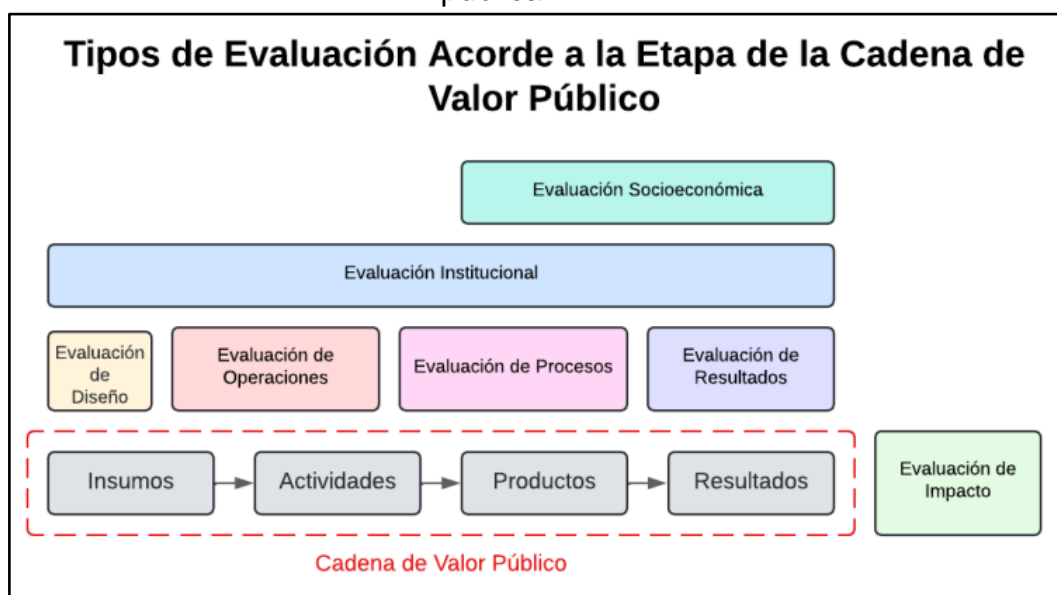 Tipos de Evaluación Acorde a la Etapa de la Cadena de
Valor Público
Evaluación Socioeconómica
Evaluación Institucional
Evaluación
de
Diseño
Evaluación de
Operaciones
Evaluación de Procesos
Evaluación de
Resultados
Insumos
Actividades
Productos
Resultados
Evaluación de
Impacto
Cadena de Valor Público